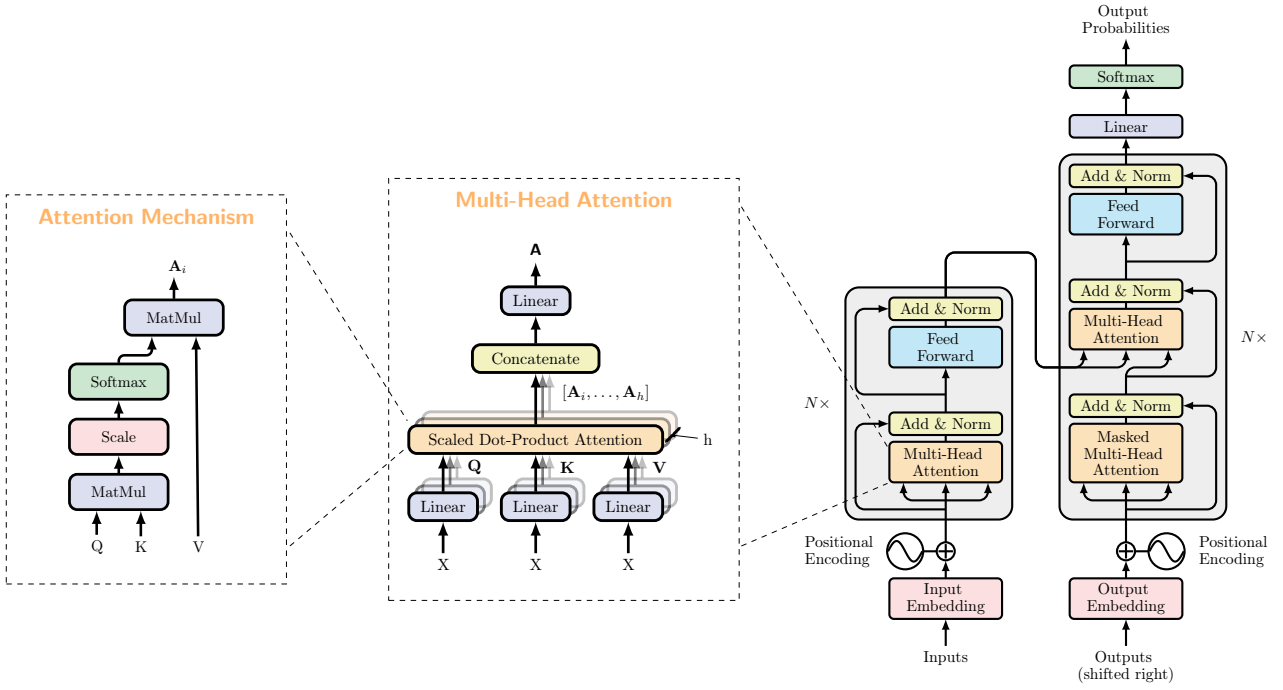 Attention Mechanism
A_i
MatMul
Softmax
Scale
MatMul
Q
K
V
Multi-Head Attention
A
Linear
Concatenate
[A_i, . . . , A_h]
Scaled Dot-Product Attention
h
Q
K
V
Linear
Linear
Linear
X
X
X
Add & Norm
Feed
Forward
N×
Add & Norm
Multi-Head
Attention
Positional
Encoding
Input
Embedding
Inputs
Output
Probabilities
Softmax
Linear
Add & Norm
Feed
Forward
Add & Norm
Multi-Head
Attention
N×
Add & Norm
Masked
Multi-Head
Attention
Positional
Encoding
Output
Embedding
Outputs
(shifted right)